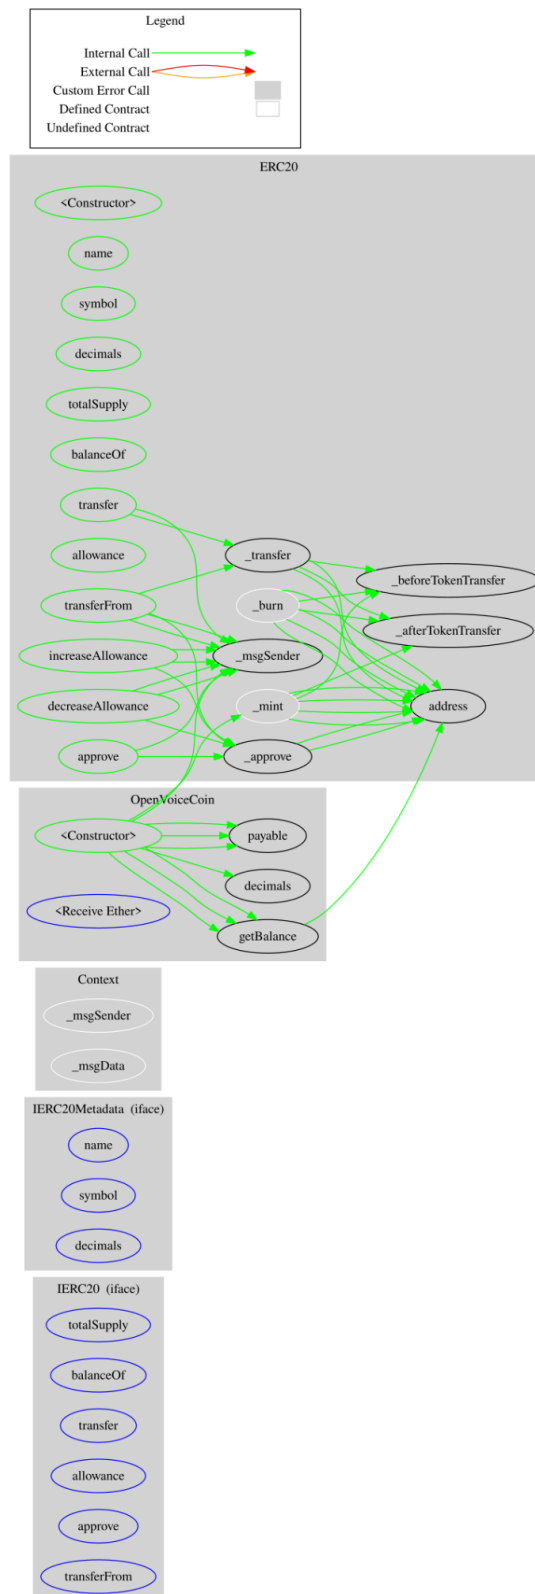 Legend
Internal Call
External Call
Custom Error Call
Defined Contract
Undefined Contract
ERC20
<Constructor>
name
symbol
decimals
totalSupply
balanceOf
transfer
allowance
_transfer
_beforeTokenTransfer
transferFrom
_burn
_afterTokenTransfer
increaseAllowance
_msgSender
decreaseAllowance
_mint
address
approve
_approve
OpenVoiceCoin
<Constructor>
payable
decimals
<Receive Ether>
getBalance
Context
_msgSender
_msgData
IERC20Metadata (iface)
name
symbol
decimals
IERC20 (iface)
totalSupply
balanceOf
transfer
allowance
approve
transferFrom